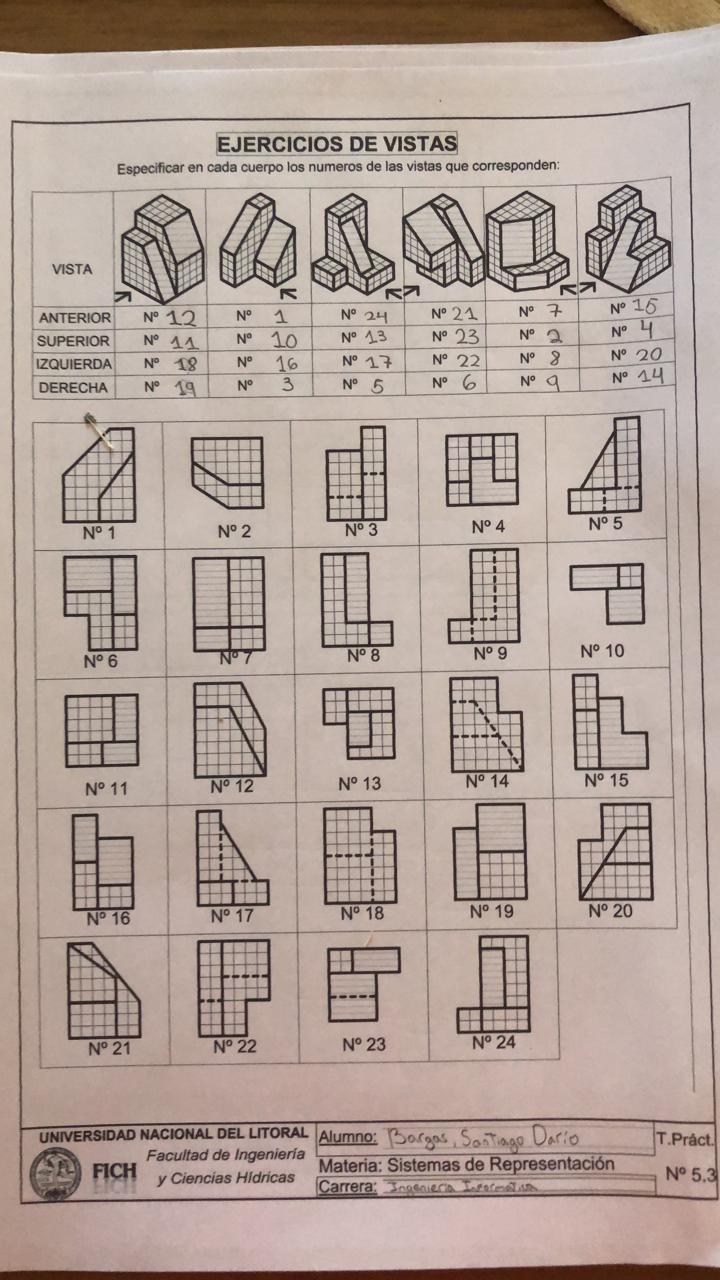 EJERCICIOS DE VISTAS
Especificar en cada cuerpo los numeros de las vistas que corresponden:
VISTA
ANTERIOR Nº 12 Nº 1 Nº 24 Nº 21 Nº 7 Nº 15
SUPERIOR Nº 11 Nº 10 Nº 13 Nº 23 Nº 2 Nº 4
IZQUIERDA Nº 18 Nº 16 Nº 17 Nº 22 Nº 8 Nº 20
DERECHA Nº 19 Nº 3 Nº 5 Nº 6 Nº 9 Nº 14
Nº 1 Nº 2 Nº 3 Nº 4 Nº 5
Nº 6 Nº 7 Nº 8 Nº 9 Nº 10
Nº 11 Nº 12 Nº 13 Nº 14 Nº 15
Nº 16 Nº 17 Nº 18 Nº 19 Nº 20
Nº 21 Nº 22 Nº 23 Nº 24
UNIVERSIDAD NACIONAL DEL LITORAL
FICH
Facultad de Ingeniería
y Ciencias Hídricas
Alumno: Bargas, Santiago Darío
Materia: Sistemas de Representación
Carrera: Ingeniería Informatica
T.Práct.
Nº 5.3